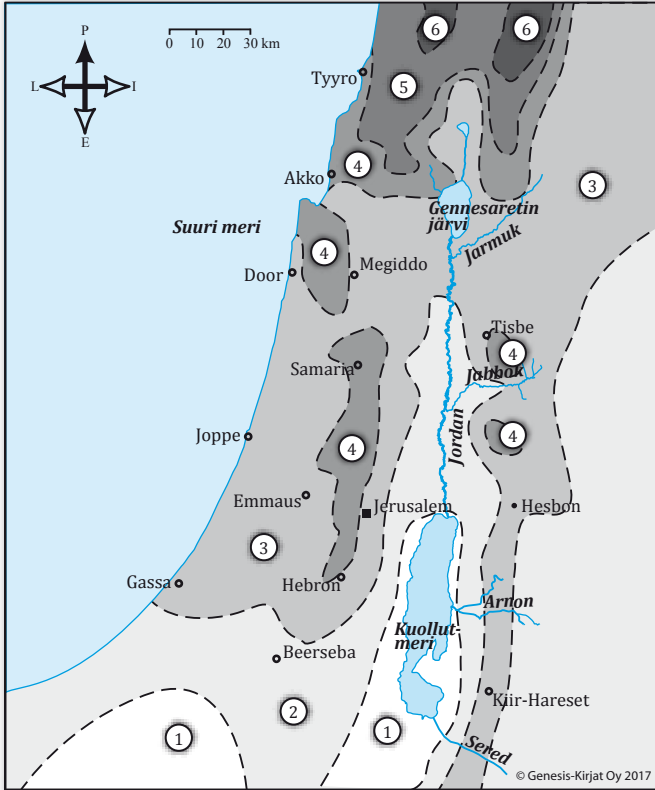 6
6
P
L
I
E
0 10 20 30 km
Tyyro
5
4
Akko
3
Gennesaretin
järvi
Suuri meri
Jarmuk
4
Door
Megiddo
Tisbe
4
Samaria
Jabbok
Joppe
4
4
Jordan
Emmaus
Jerusalem
Hesbon
3
Gassa
Hebron
Arnon
Kuollut-
meri
Beerseba
Kiir-Hareset
2
1
1
Sered
© Genesis-Kirjat Oy 2017